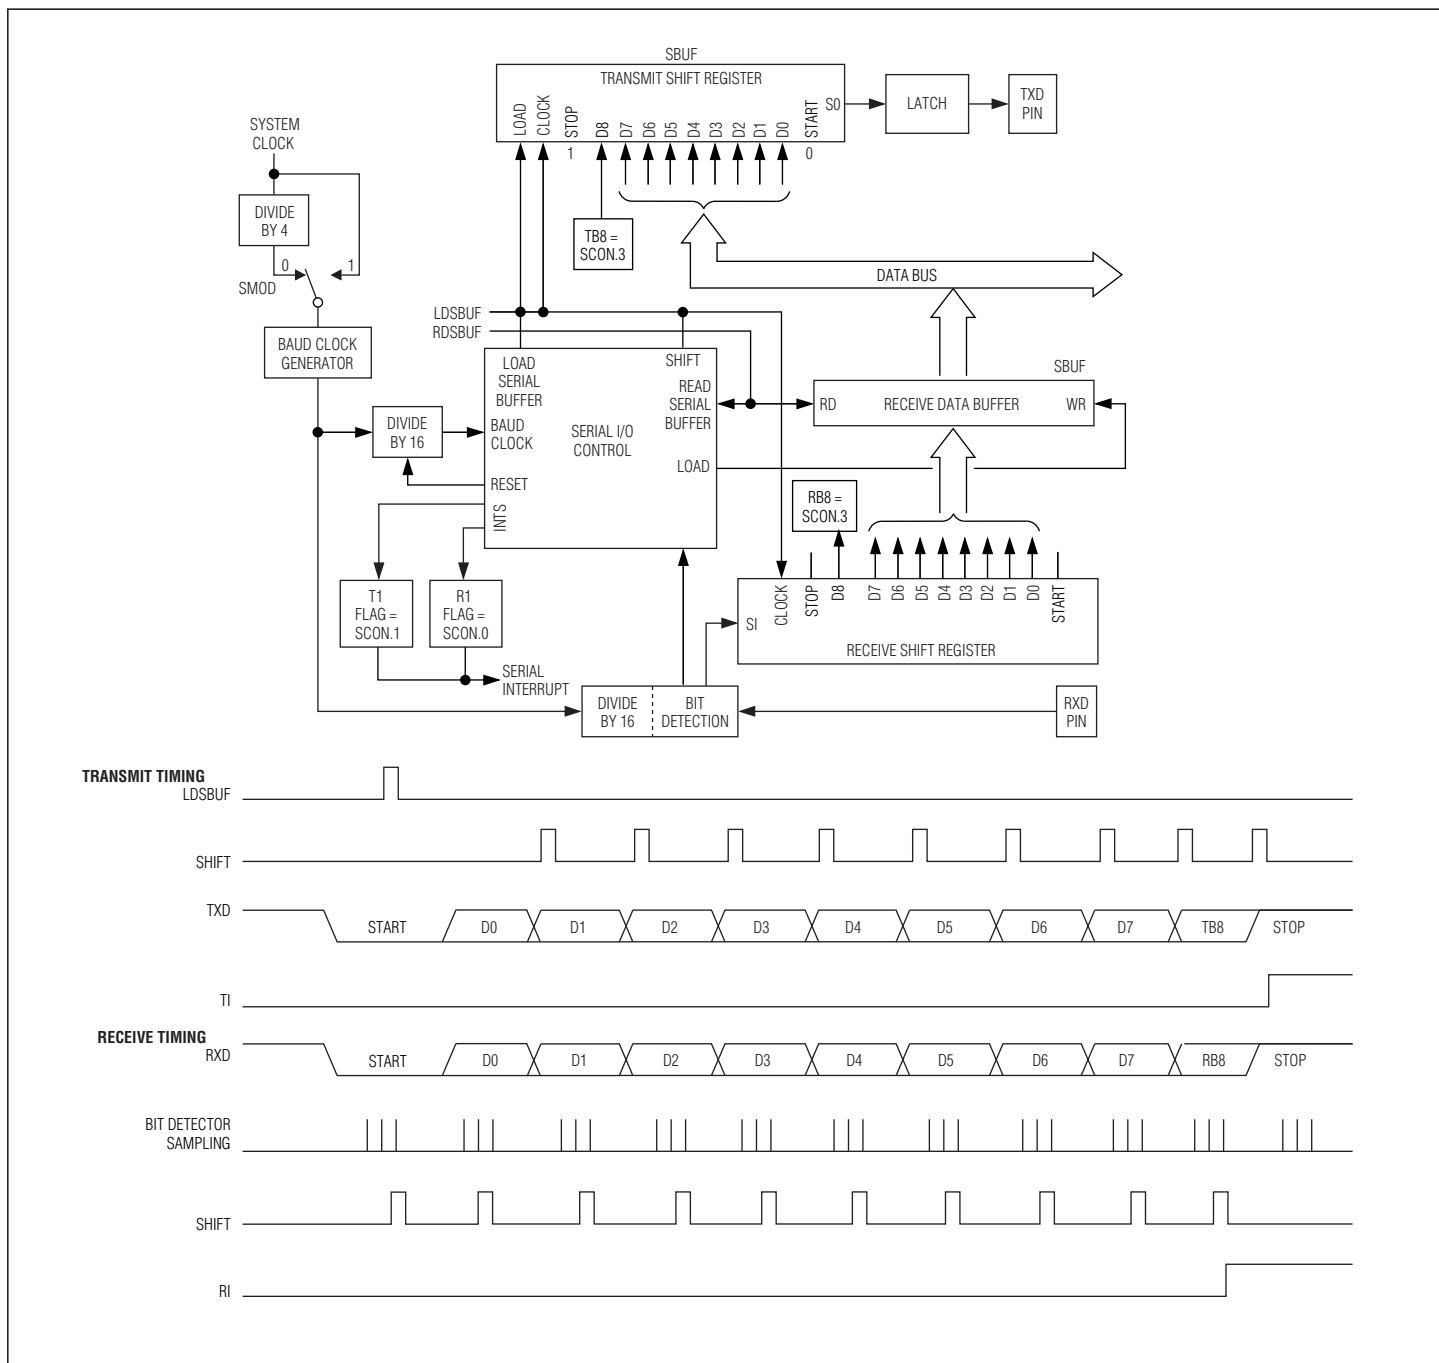 SBUF
TRANSMIT SHIFT REGISTER
LOAD
CLOCK
STOP
D8
D7
D6
D5
D4
D3
D2
D1
D0
START
S0
1
0
LATCH
TXD
PIN
SYSTEM
CLOCK
DIVIDE
BY 4
0
1
SMOD
BAUD CLOCK
GENERATOR
TB8 =
SCON.3
DATA BUS
LDSBUF
RDSBUF
LOAD
SERIAL
BUFFER
SHIFT
READ
SERIAL
BUFFER
BAUD
CLOCK
SERIAL I/O
CONTROL
LOAD
RESET
INTS
DIVIDE
BY 16
SBUF
RD
RECEIVE DATA BUFFER
WR
RB8 =
SCON.3
T1
FLAG =
SCON.1
R1
FLAG =
SCON.0
SERIAL
INTERRUPT
CLOCK
STOP
D8
D7
D6
D5
D4
D3
D2
D1
D0
START
SI
RECEIVE SHIFT REGISTER
DIVIDE
BY 16
BIT
DETECTION
RXD
PIN
TRANSMIT TIMING
LDSBUF
SHIFT
TXD
START D0 D1 D2 D3 D4 D5 D6 D7 TB8 STOP
TI
RECEIVE TIMING
RXD
START D0 D1 D2 D3 D4 D5 D6 D7 RB8 STOP
BIT DETECTOR
SAMPLING
SHIFT
RI